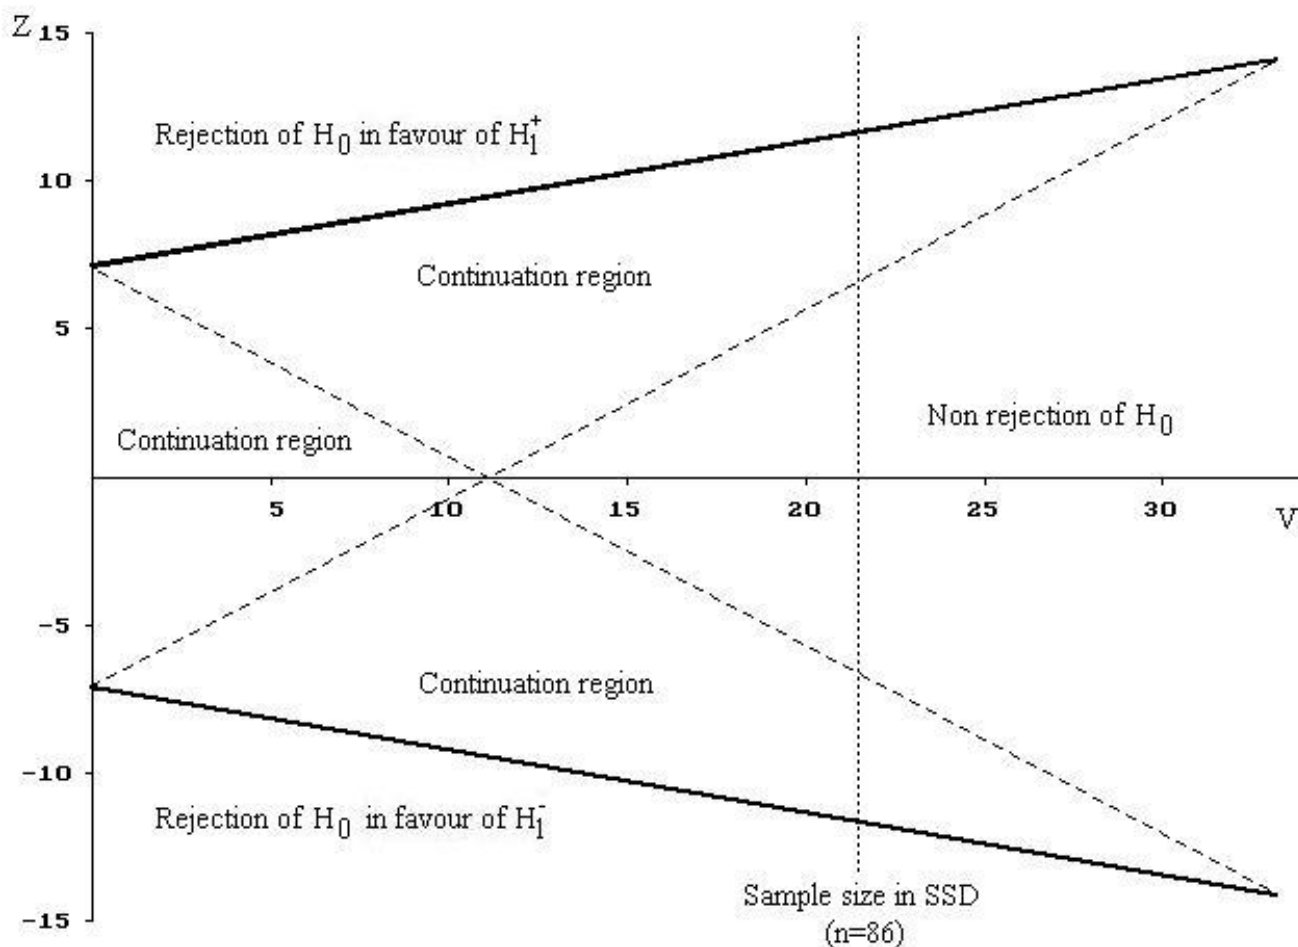 Z 15
Rejection of H0 in favour of H1+
10
Continuation region
5
Non rejection of H0
Continuation region
5 10 15 20 25 30
V
-5
Continuation region
-10
Rejection of H0 in favour of H1-
Sample size in SSD
-15
(n=86)